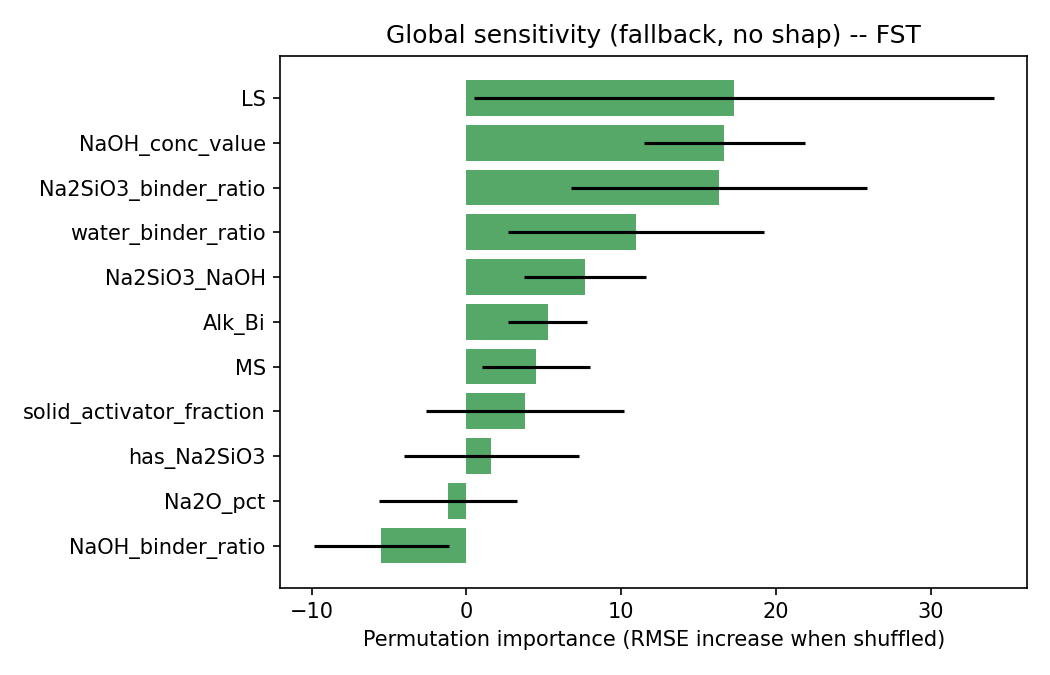 Global sensitivity (fallback, no shap) -- FST
LS
NaOH_conc_value
Na2SiO3_binder_ratio
water_binder_ratio
Na2SiO3_NaOH
Alk_Bi
MS
solid_activator_fraction
has_Na2SiO3
Na2O_pct
NaOH_binder_ratio
−10 0 10 20 30
Permutation importance (RMSE increase when shuffled)